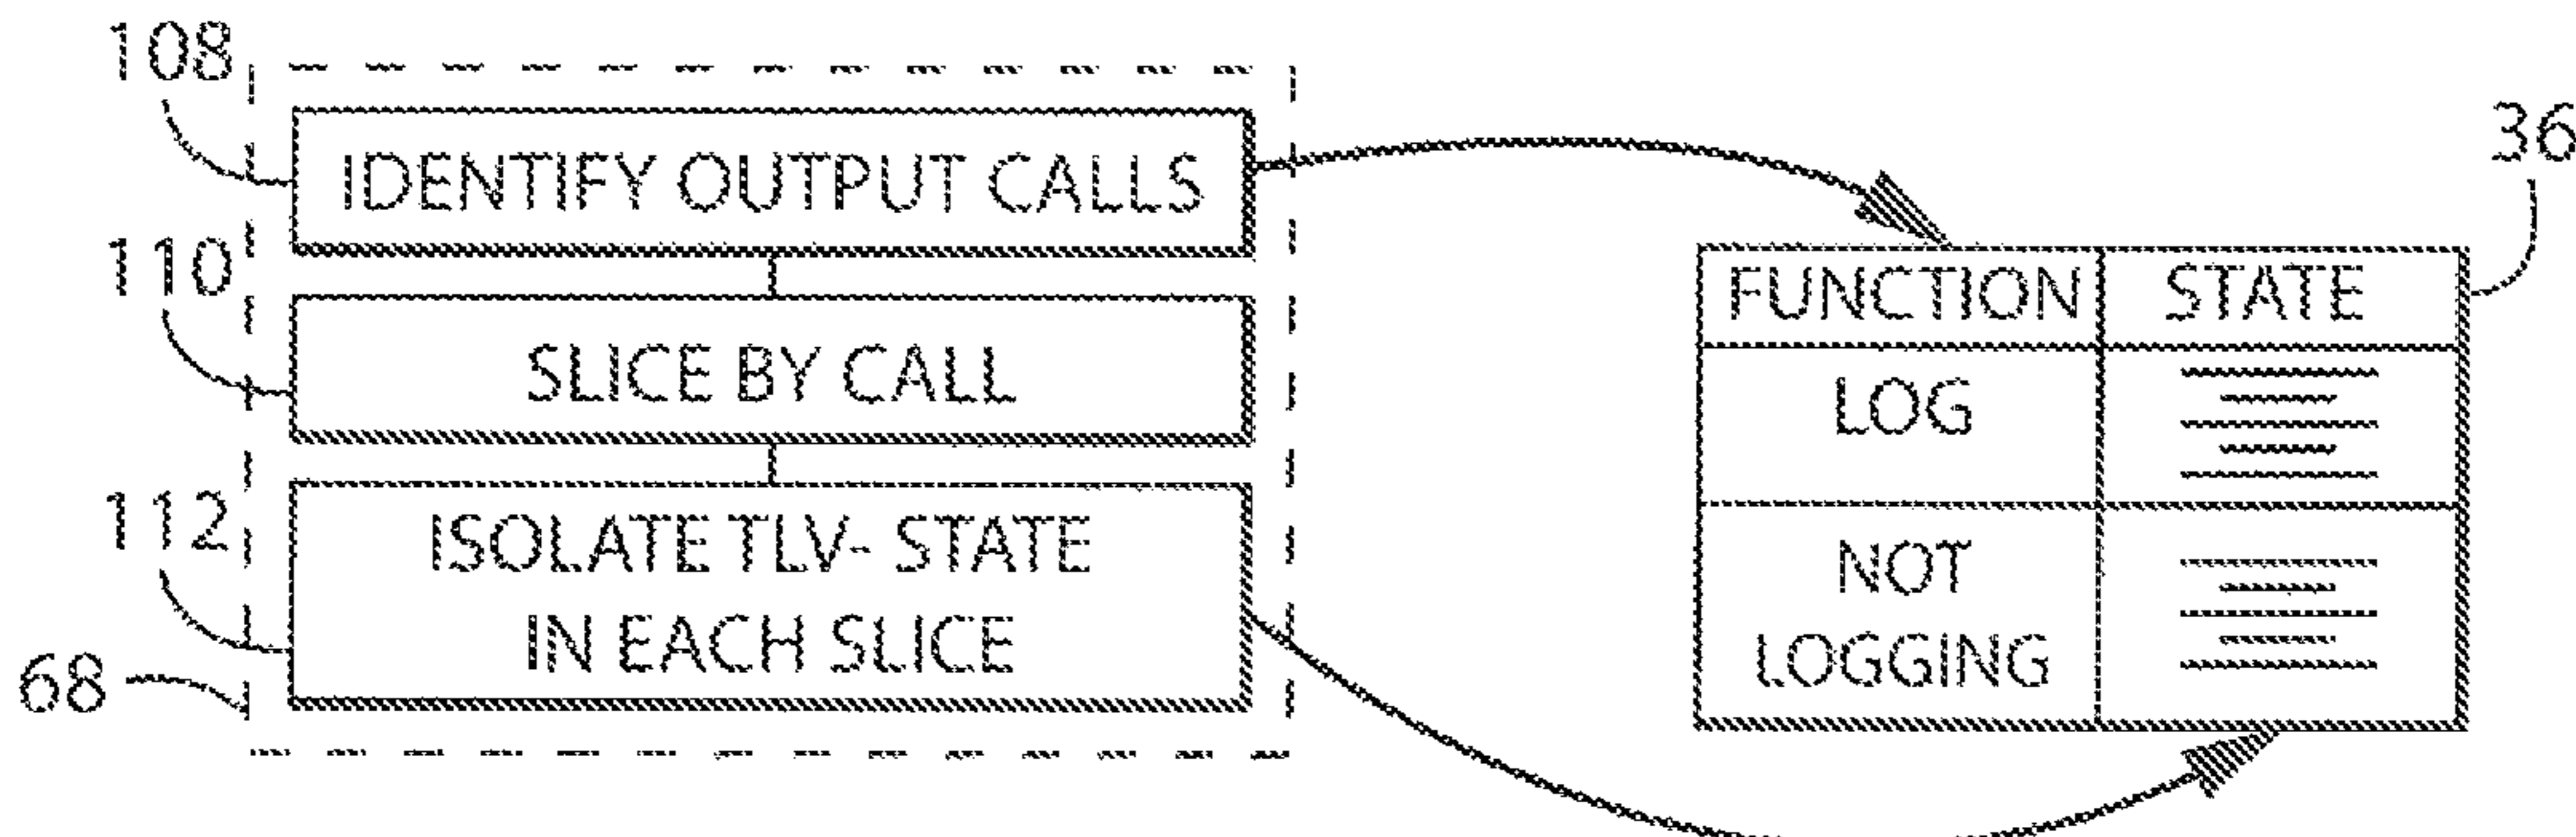 108
IDENTIFY OUTPUT CALLS
110
SLICE BY CALL
112
ISOLATE TLV- STATE
IN EACH SLICE
68
36
FUNCTION STATE
LOG
NOT
LOGGING